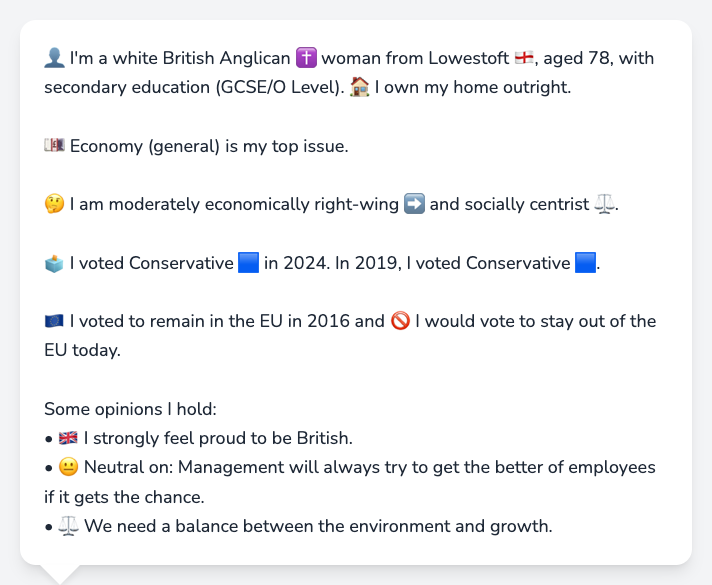 👤 I'm a white British Anglican ✝️ woman from Lowestoft 🏴󠁧󠁢󠁥󠁮󠁧󠁿, aged 78, with
secondary education (GCSE/O Level). 🏠 I own my home outright.
💷 Economy (general) is my top issue.
🤔 I am moderately economically right-wing ➡️ and socially centrist ⚖️.
🗳️ I voted Conservative 🟦 in 2024. In 2019, I voted Conservative 🟦.
🇪🇺 I voted to remain in the EU in 2016 and 🚫 I would vote to stay out of the
EU today.
Some opinions I hold:
• 🇬🇧 I strongly feel proud to be British.
• 😐 Neutral on: Management will always try to get the better of employees
if it gets the chance.
• ⚖️ We need a balance between the environment and growth.